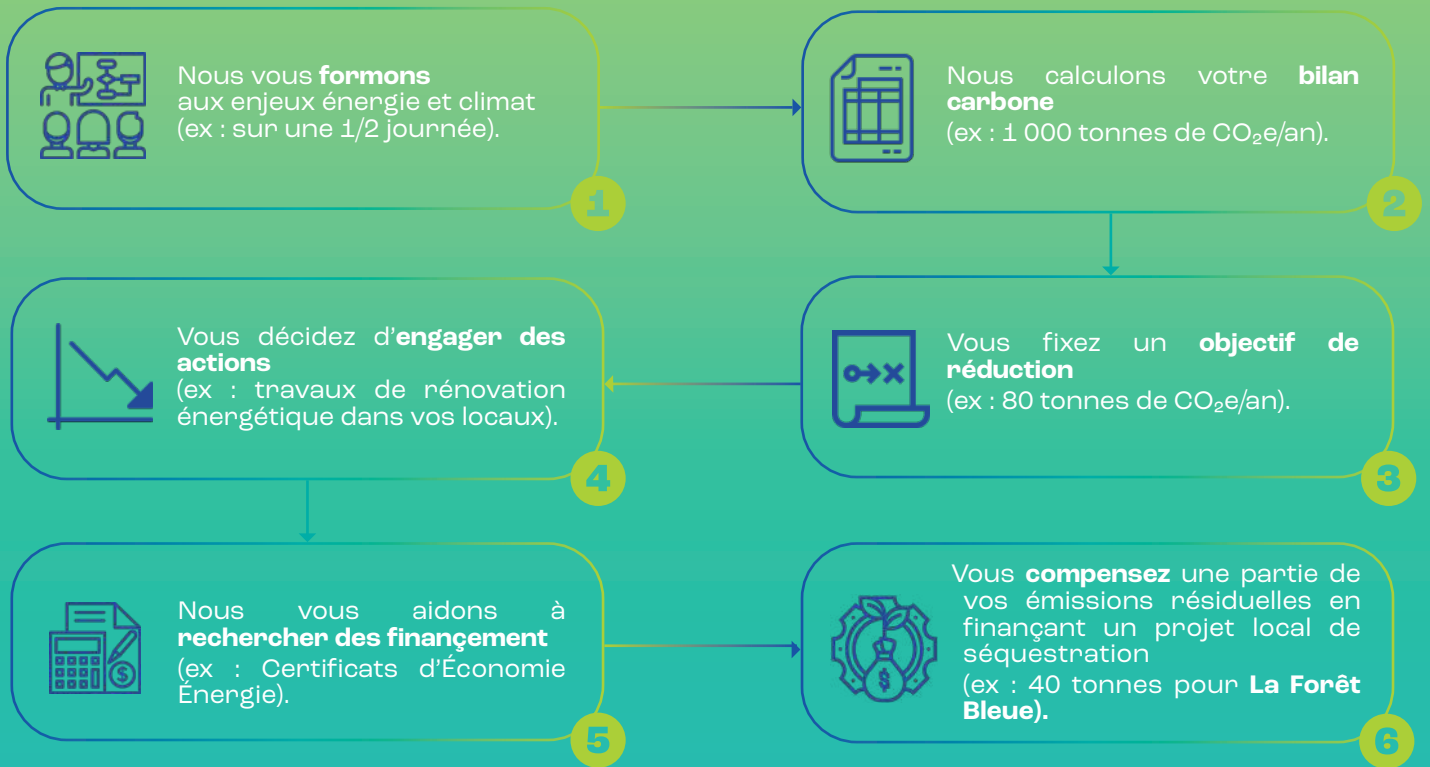 Nous vous formons
aux enjeux énergie et climat
(ex : sur une 1/2 journée).
1
Nous calculons votre bilan
carbone
(ex : 1 000 tonnes de CO₂e/an).
2
Vous fixez un objectif de
réduction
(ex : 80 tonnes de CO₂e/an).
3
Vous décidez d'engager des
actions
(ex : travaux de rénovation
énergétique dans vos locaux).
4
Nous vous aidons à
rechercher des finançement
(ex : Certificats d'Économie
Énergie).
5
Vous compensez une partie de
vos émissions résiduelles en
finançant un projet local de
séquestration
(ex : 40 tonnes pour La Forêt
Bleue).
6